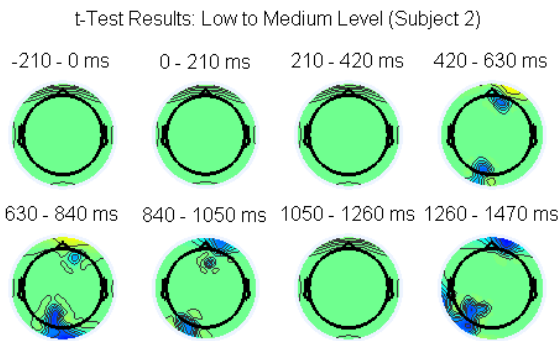 t-Test Results: Low to Medium Level (Subject 2)
-210 - 0 ms 0 - 210 ms 210 - 420 ms 420 - 630 ms
630 - 840 ms 840 - 1050 ms 1050 - 1260 ms 1260 - 1470 ms